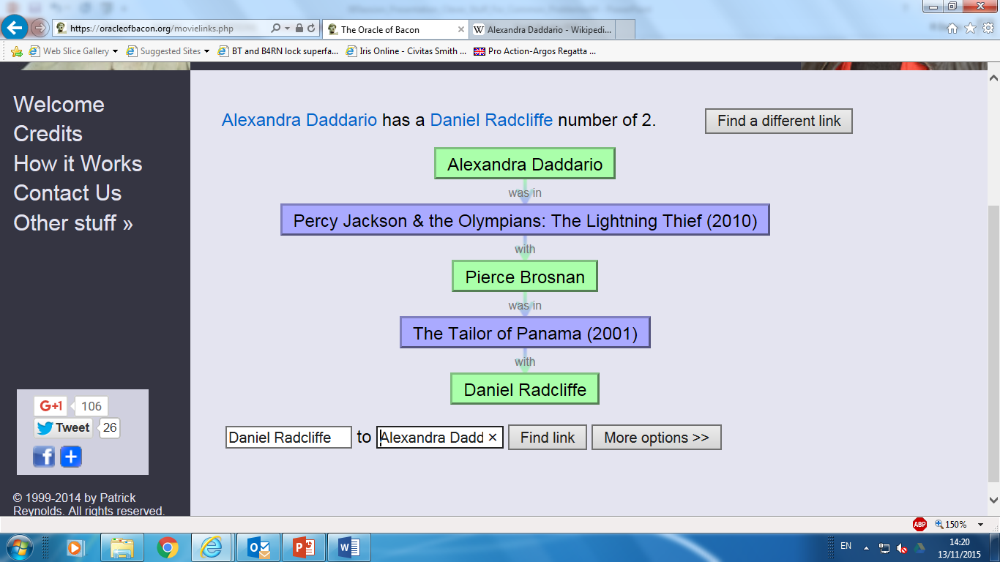 https://oracleofbacon.org/movielinks.php
The Oracle of Bacon
Alexandra Daddario - Wikipedi...
Web Slice Gallery
Suggested Sites
BT and B4RN lock superfa...
Iris Online - Civitas Smith ...
Pro Action-Argos Regatta ...
Welcome
Credits
How it Works
Contact Us
Other stuff »
Alexandra Daddario has a Daniel Radcliffe number of 2.
Find a different link
Alexandra Daddario
was in
Percy Jackson & the Olympians: The Lightning Thief (2010)
with
Pierce Brosnan
was in
The Tailor of Panama (2001)
with
Daniel Radcliffe
Daniel Radcliffe to Alexandra Dadd × Find link More options >>
G+1 106
Tweet 26
© 1999-2014 by Patrick
Reynolds. All rights reserved.
ABP 150%
EN
14:20
13/11/2015